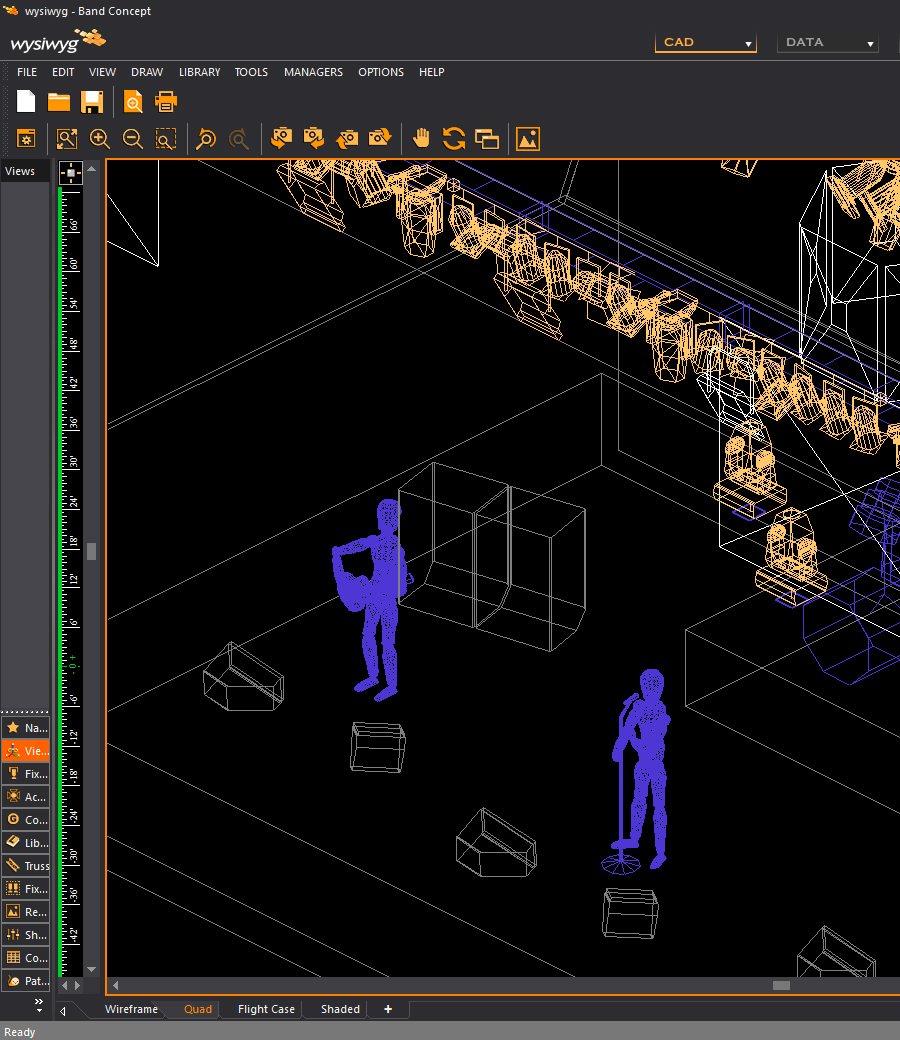 wysiwyg - Band Concept
wysiwyg
CAD
DATA
FILE EDIT VIEW DRAW LIBRARY TOOLS MANAGERS OPTIONS HELP
Views
66'
60'
54'
48'
42'
36'
30'
24'
18'
12'
6'
- 0 +
-6'
-12'
-18'
-24'
-30'
-36'
-42'
Na...
Vie...
Fix...
Ac...
Co...
Lib...
Truss
Fix...
Re...
Sh...
Co...
Pat...
Wireframe Quad Flight Case Shaded +
Ready